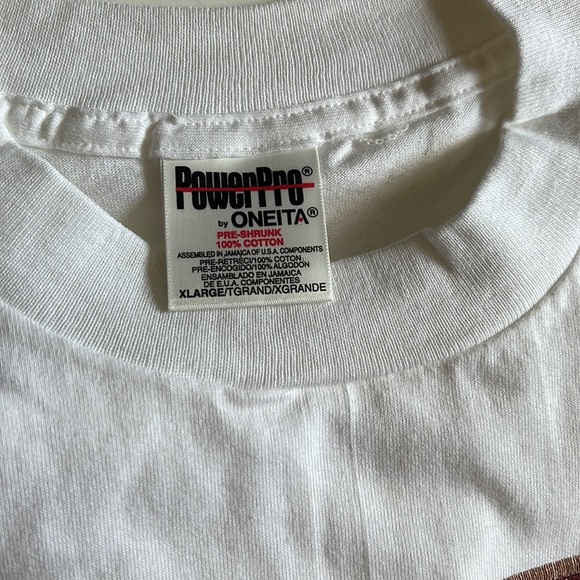 PowerPro®
by ONEITA®
PRE-SHRUNK
100% COTTON
ASSEMBLED IN JAMAICA OF U.S.A. COMPONENTS
PRE-RETRECI/100% COTON
PRE-ENCOGIDO/100% ALGODON
ENSAMBLADO EN JAMAICA
DE E.U.A. COMPONENTES
XLARGE/TGRAND/XGRANDE